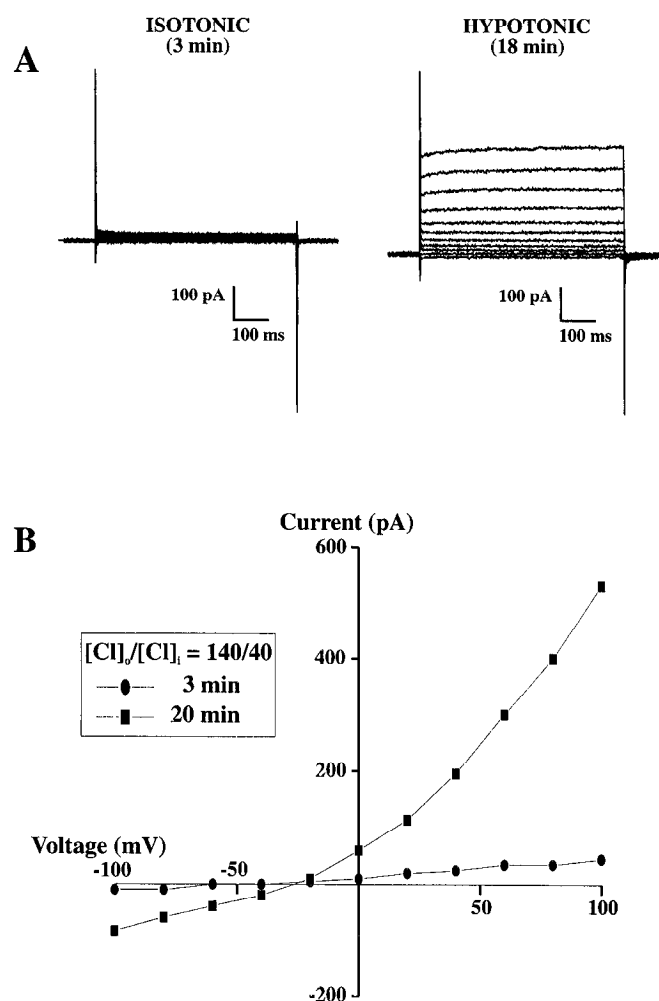 A
ISOTONIC
(3 min)
HYPOTONIC
(18 min)
100 pA
100 ms
100 pA
100 ms
B
Current (pA)
600
[Cl]o/[Cl]i = 140/40
3 min
20 min
400
200
Voltage (mV)
-100
-50
50
100
-200